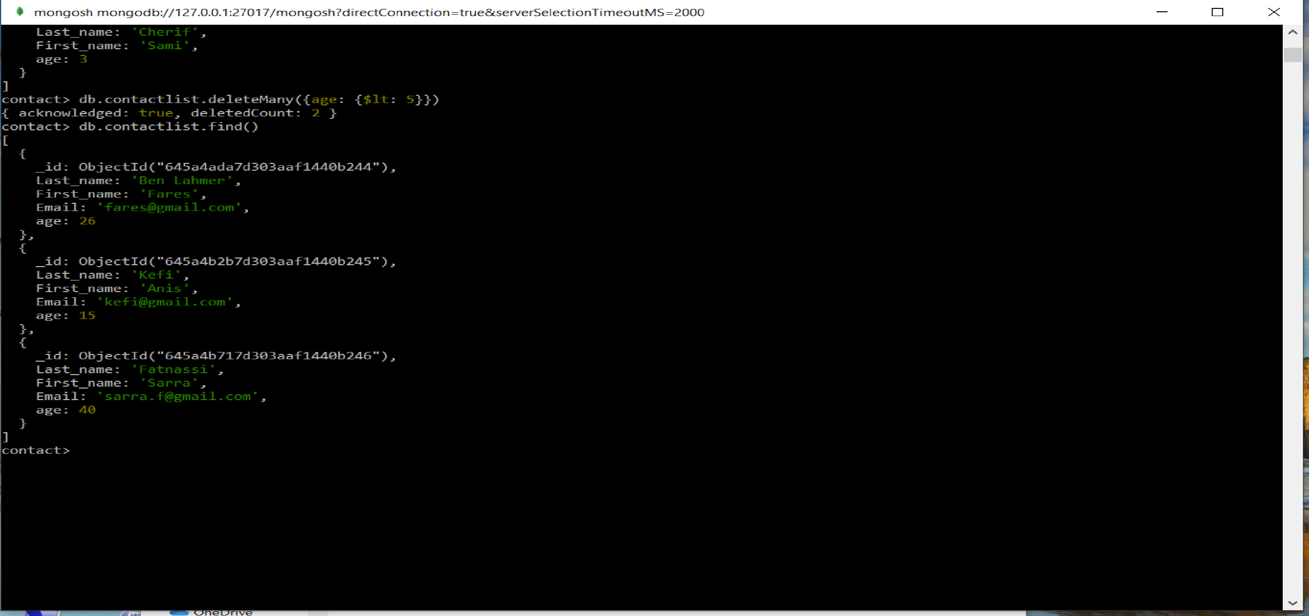 mongosh mongodb://127.0.0.1:27017/mongosh?directConnection=true&serverSelectionTimeoutMS=2000
    Last_name: 'Cherif',
    First_name: 'Sami',
    age: 3
  }
]
contact> db.contactlist.deleteMany({age: {$lt: 5}})
{ acknowledged: true, deletedCount: 2 }
contact> db.contactlist.find()
[
  {
    _id: ObjectId("645a4ada7d303aaf1440b244"),
    Last_name: 'Ben Lahmer',
    First_name: 'Fares',
    Email: 'fares@gmail.com',
    age: 26
  },
  {
    _id: ObjectId("645a4b2b7d303aaf1440b245"),
    Last_name: 'Kefi',
    First_name: 'Anis',
    Email: 'kefi@gmail.com',
    age: 15
  },
  {
    _id: ObjectId("645a4b717d303aaf1440b246"),
    Last_name: 'Fatnassi',
    First_name: 'Sarra',
    Email: 'sarra.f@gmail.com',
    age: 40
  }
]
contact>
OneDrive